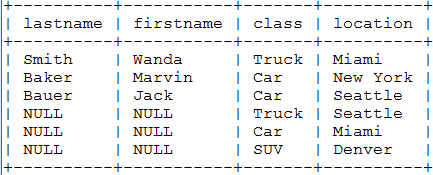 +----------+-----------+-------+----------+
| lastname | firstname | class | location |
+----------+-----------+-------+----------+
| Smith | Wanda | Truck | Miami |
| Baker | Marvin | Car | New York |
| Bauer | Jack | Car | Seattle |
| NULL | NULL | Truck | Seattle |
| NULL | NULL | Car | Miami |
| NULL | NULL | SUV | Denver |
+----------+-----------+-------+----------+